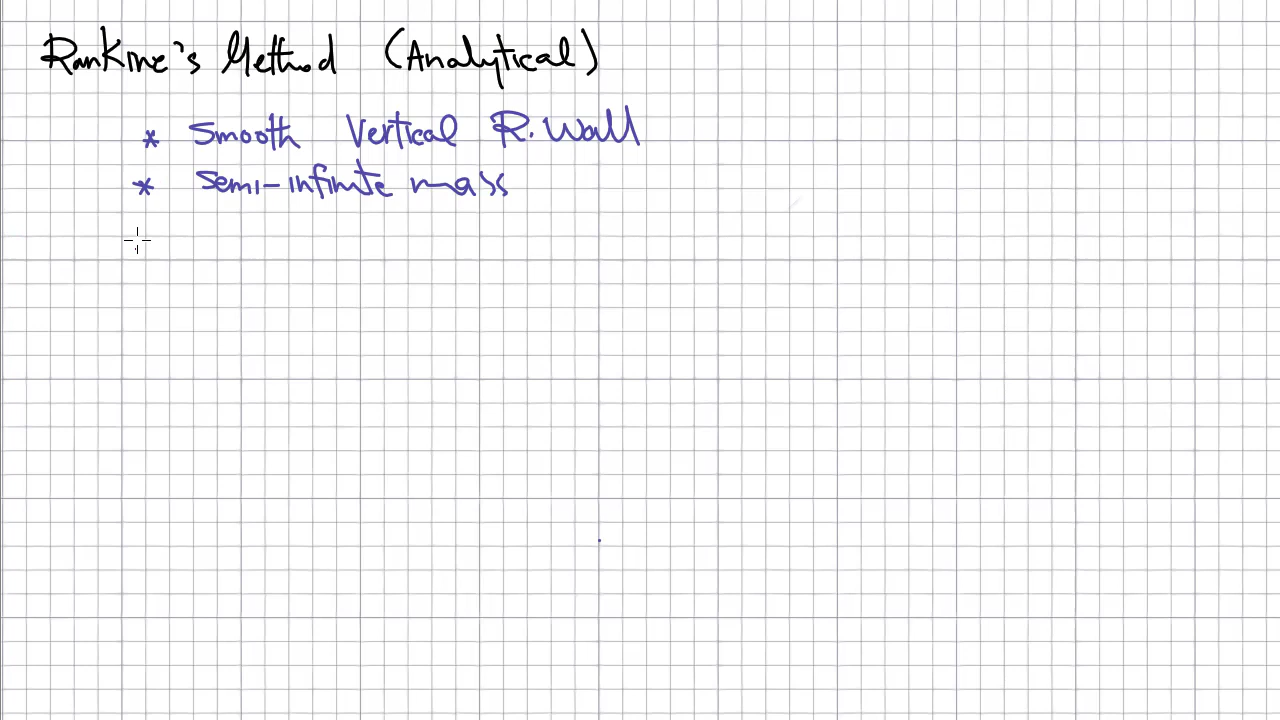 Rankine's Method (Analytical)
* Smooth Vertical R. Wall
* Semi-infinite mass